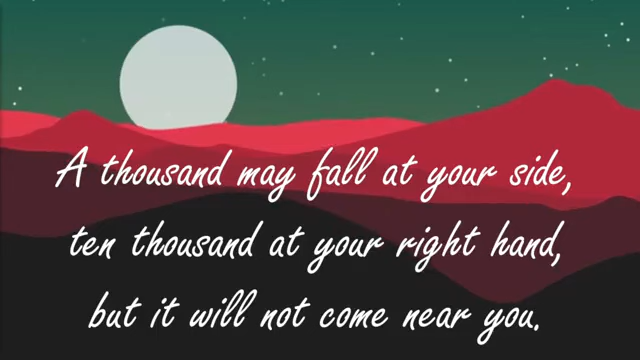 A thousand may fall at your side,
ten thousand at your right hand,
but it will not come near you.